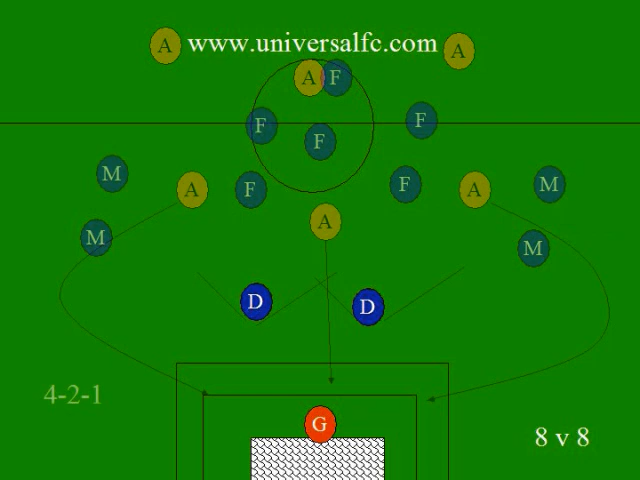 A www.universalfc.com A
A F
F F
F
M A F F A M
A
M M
D D
4-2-1
G
8 v 8